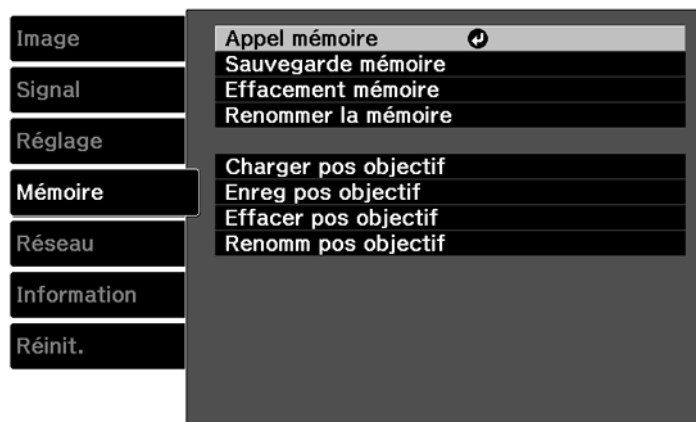 Image
Signal
Réglage
Mémoire
Réseau
Information
Réinit.
Appel mémoire
Sauvegarde mémoire
Effacement mémoire
Renommer la mémoire
Charger pos objectif
Enreg pos objectif
Effacer pos objectif
Renomm pos objectif